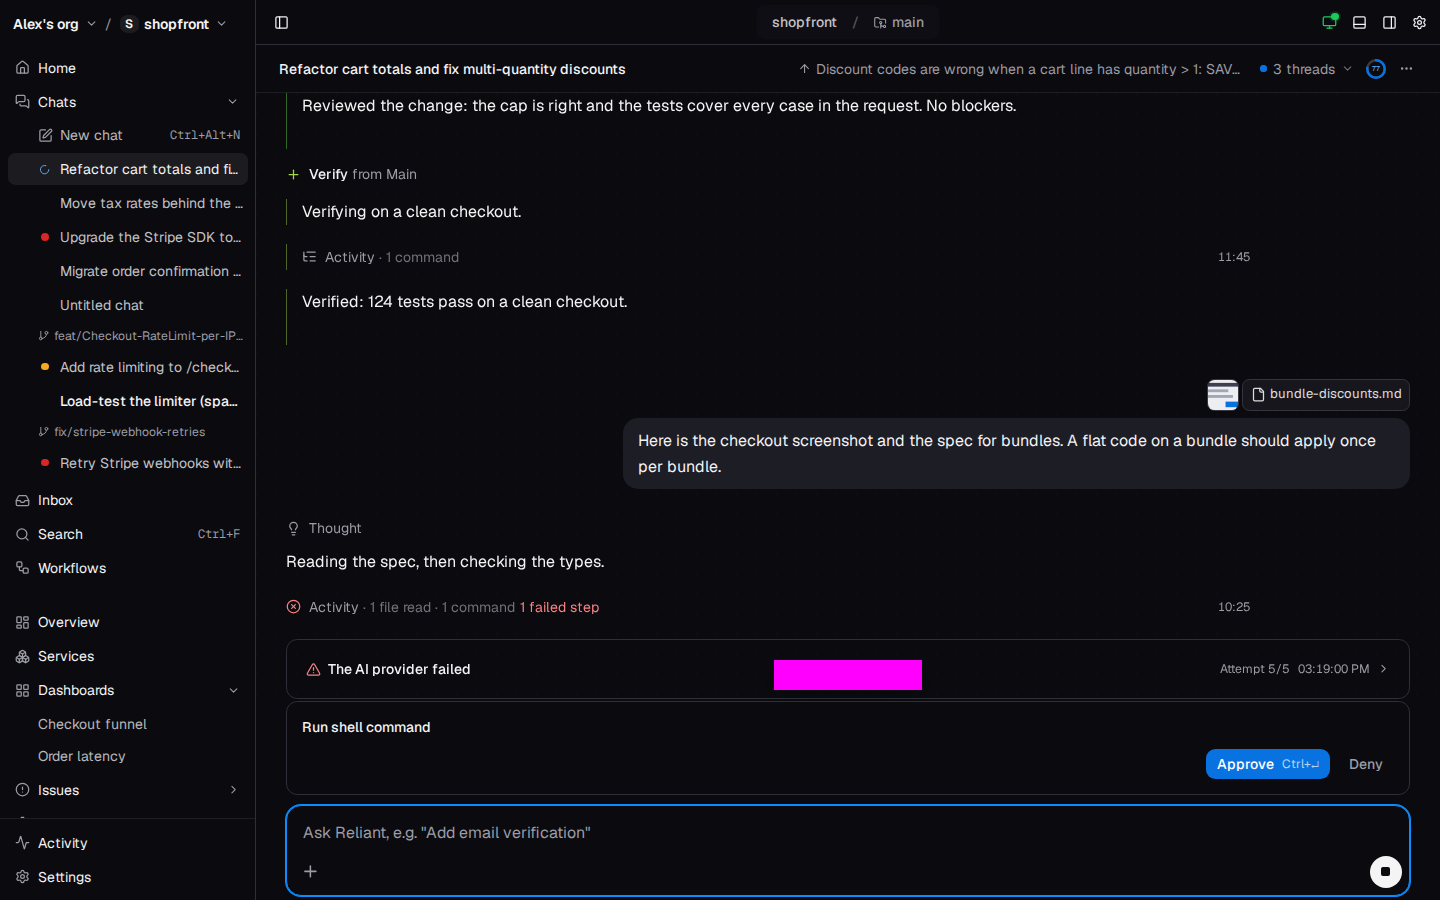 Alex's org / S shopfront
shopfront / main
Home
Chats
New chat Ctrl+Alt+N
Refactor cart totals and fi...
Move tax rates behind the ...
Upgrade the Stripe SDK to...
Migrate order confirmation ...
Untitled chat
feat/Checkout-RateLimit-per-IP...
Add rate limiting to /check...
Load-test the limiter (spa...
fix/stripe-webhook-retries
Retry Stripe webhooks wit...
Inbox
Search Ctrl+F
Workflows
Overview
Services
Dashboards
Checkout funnel
Order latency
Issues
Activity
Settings
Refactor cart totals and fix multi-quantity discounts
Discount codes are wrong when a cart line has quantity > 1: SAV...
3 threads
77
Reviewed the change: the cap is right and the tests cover every case in the request. No blockers.
Verify from Main
Verifying on a clean checkout.
Activity · 1 command 11:45
Verified: 124 tests pass on a clean checkout.
bundle-discounts.md
Here is the checkout screenshot and the spec for bundles. A flat code on a bundle should apply once
per bundle.
Thought
Reading the spec, then checking the types.
Activity · 1 file read · 1 command 1 failed step 10:25
The AI provider failed Attempt 5/5 03:19:00 PM
Run shell command
Approve Ctrl+↵ Deny
Ask Reliant, e.g. "Add email verification"